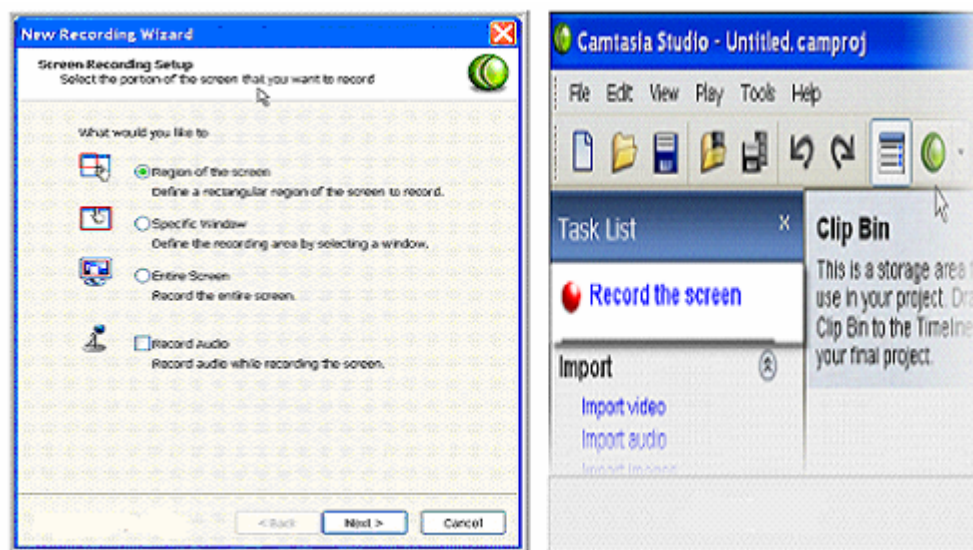 New Recording Wizard
Screen Recording Setup
Select the portion of the screen that you want to record
What would you like to
Region of the screen
Define a rectangular region of the screen to record.
Specific Window
Define the recording area by selecting a window.
Entire Screen
Record the entire screen.
Record Audio
Record audio while recording the screen.
< Back
Next >
Cancel
Camtasia Studio - Untitled.camproj
File Edit View Play Tools Help
Task List
Record the screen
Import
Import video
Import audio
Import images
Clip Bin
This is a storage area
use in your project.
Clip Bin to the Timeline
your final project.